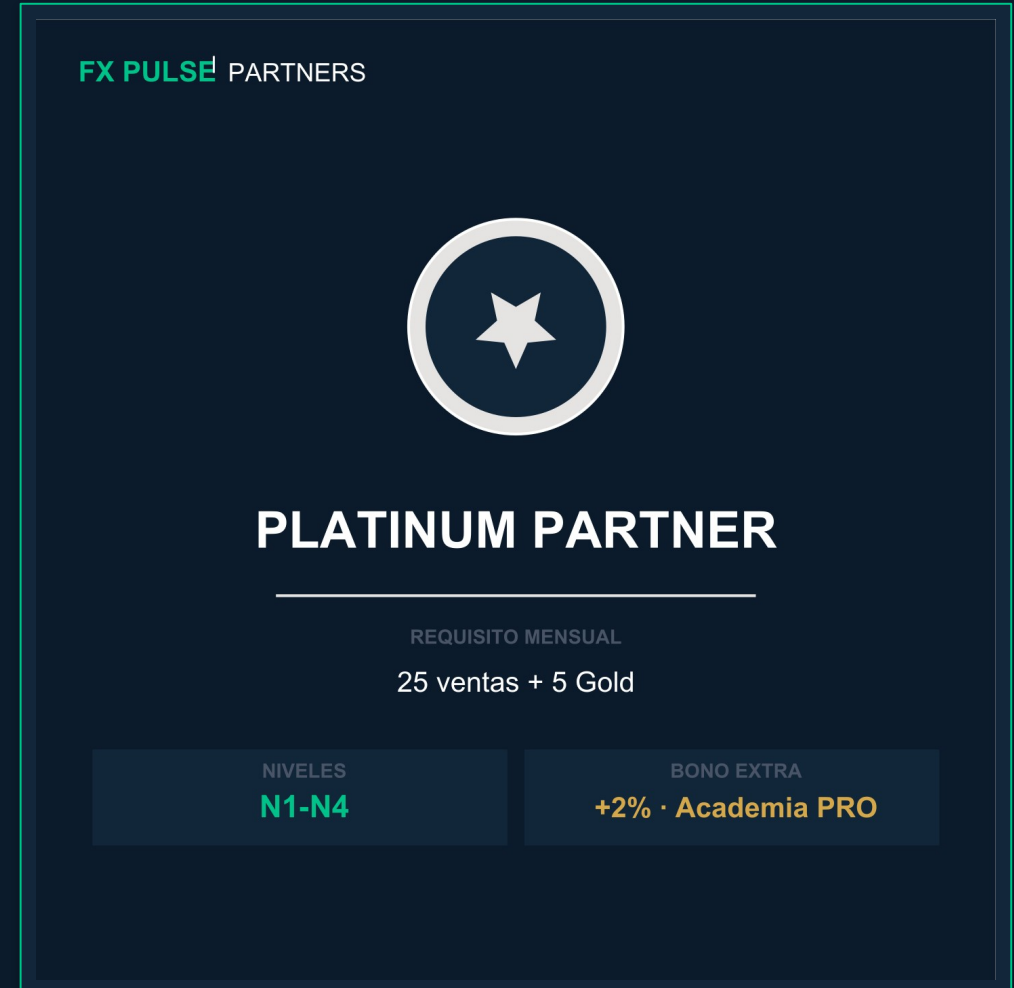 FX PULSE | PARTNERS
PLATINUM PARTNER
REQUISITO MENSUAL
25 ventas + 5 Gold
NIVELES
N1-N4
BONO EXTRA
+2% · Academia PRO